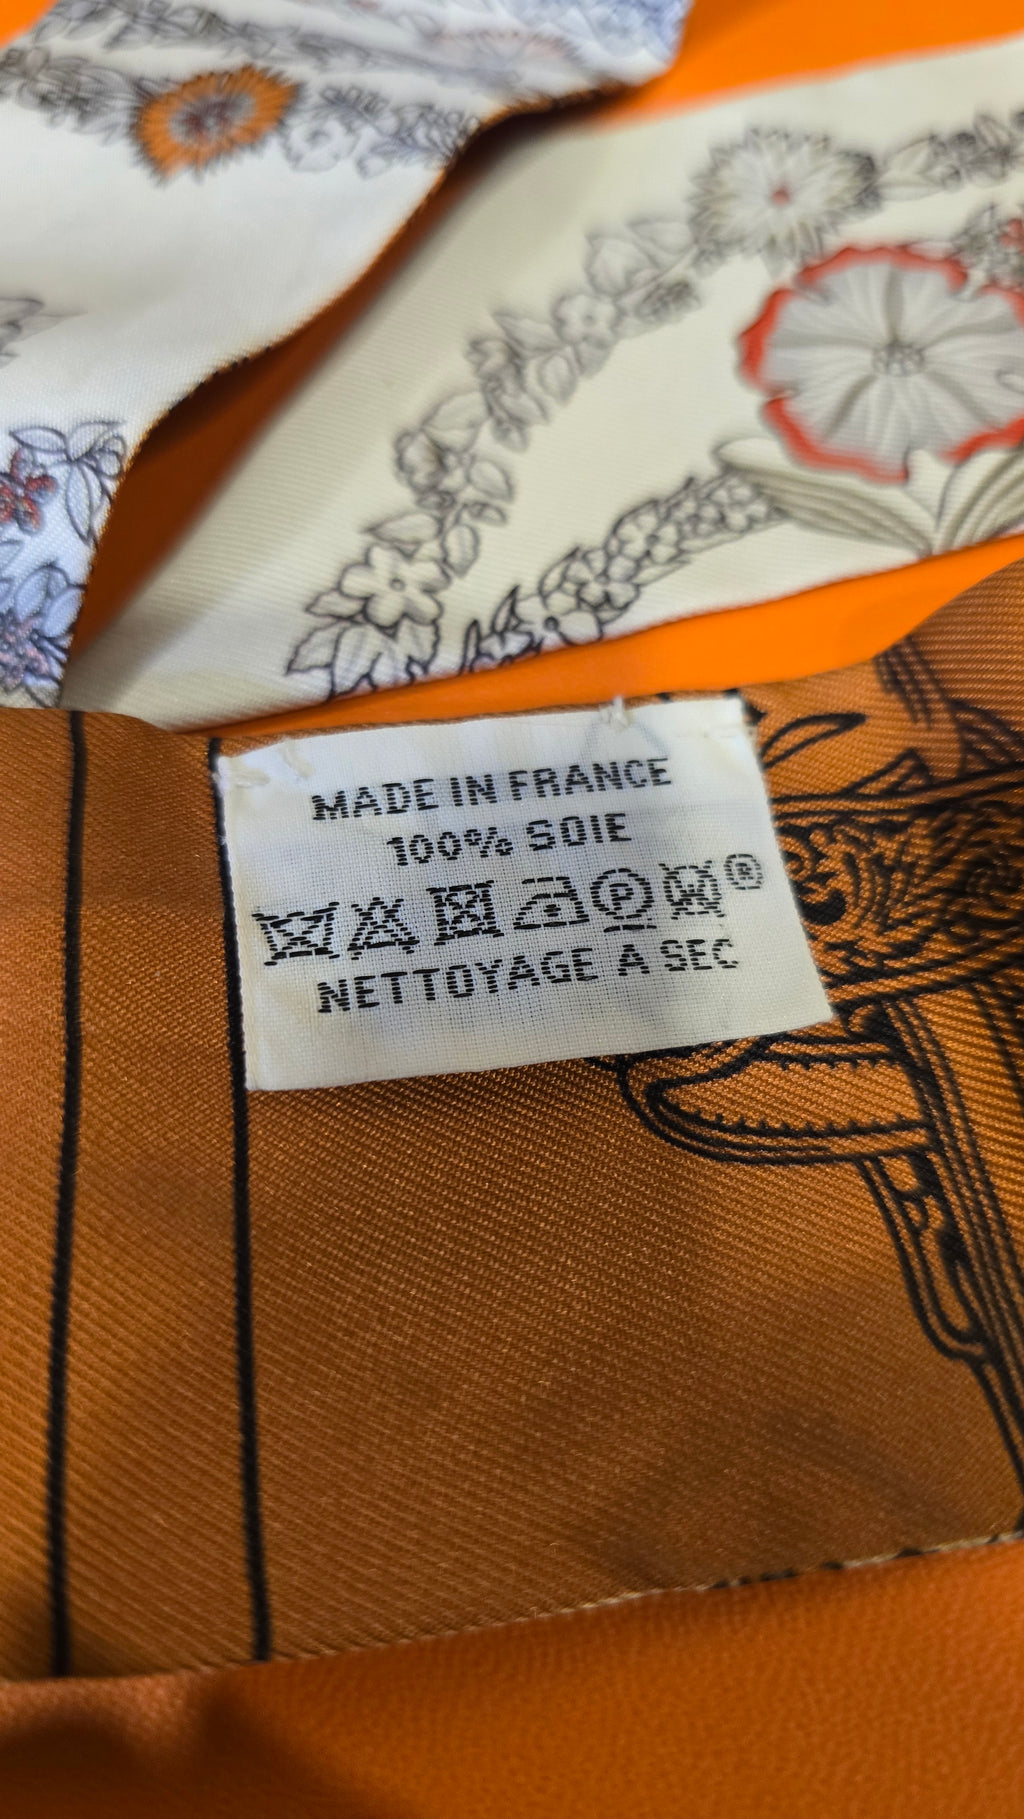 MADE IN FRANCE
100% SOIE
P ®
NETTOYAGE A SEC